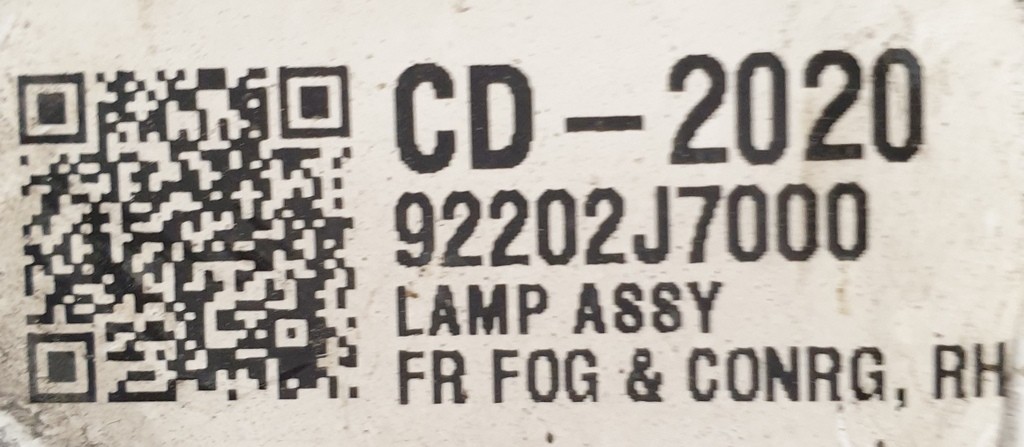 CD-2020
92202J7000
LAMP ASSY
FR FOG & CONRG, RH